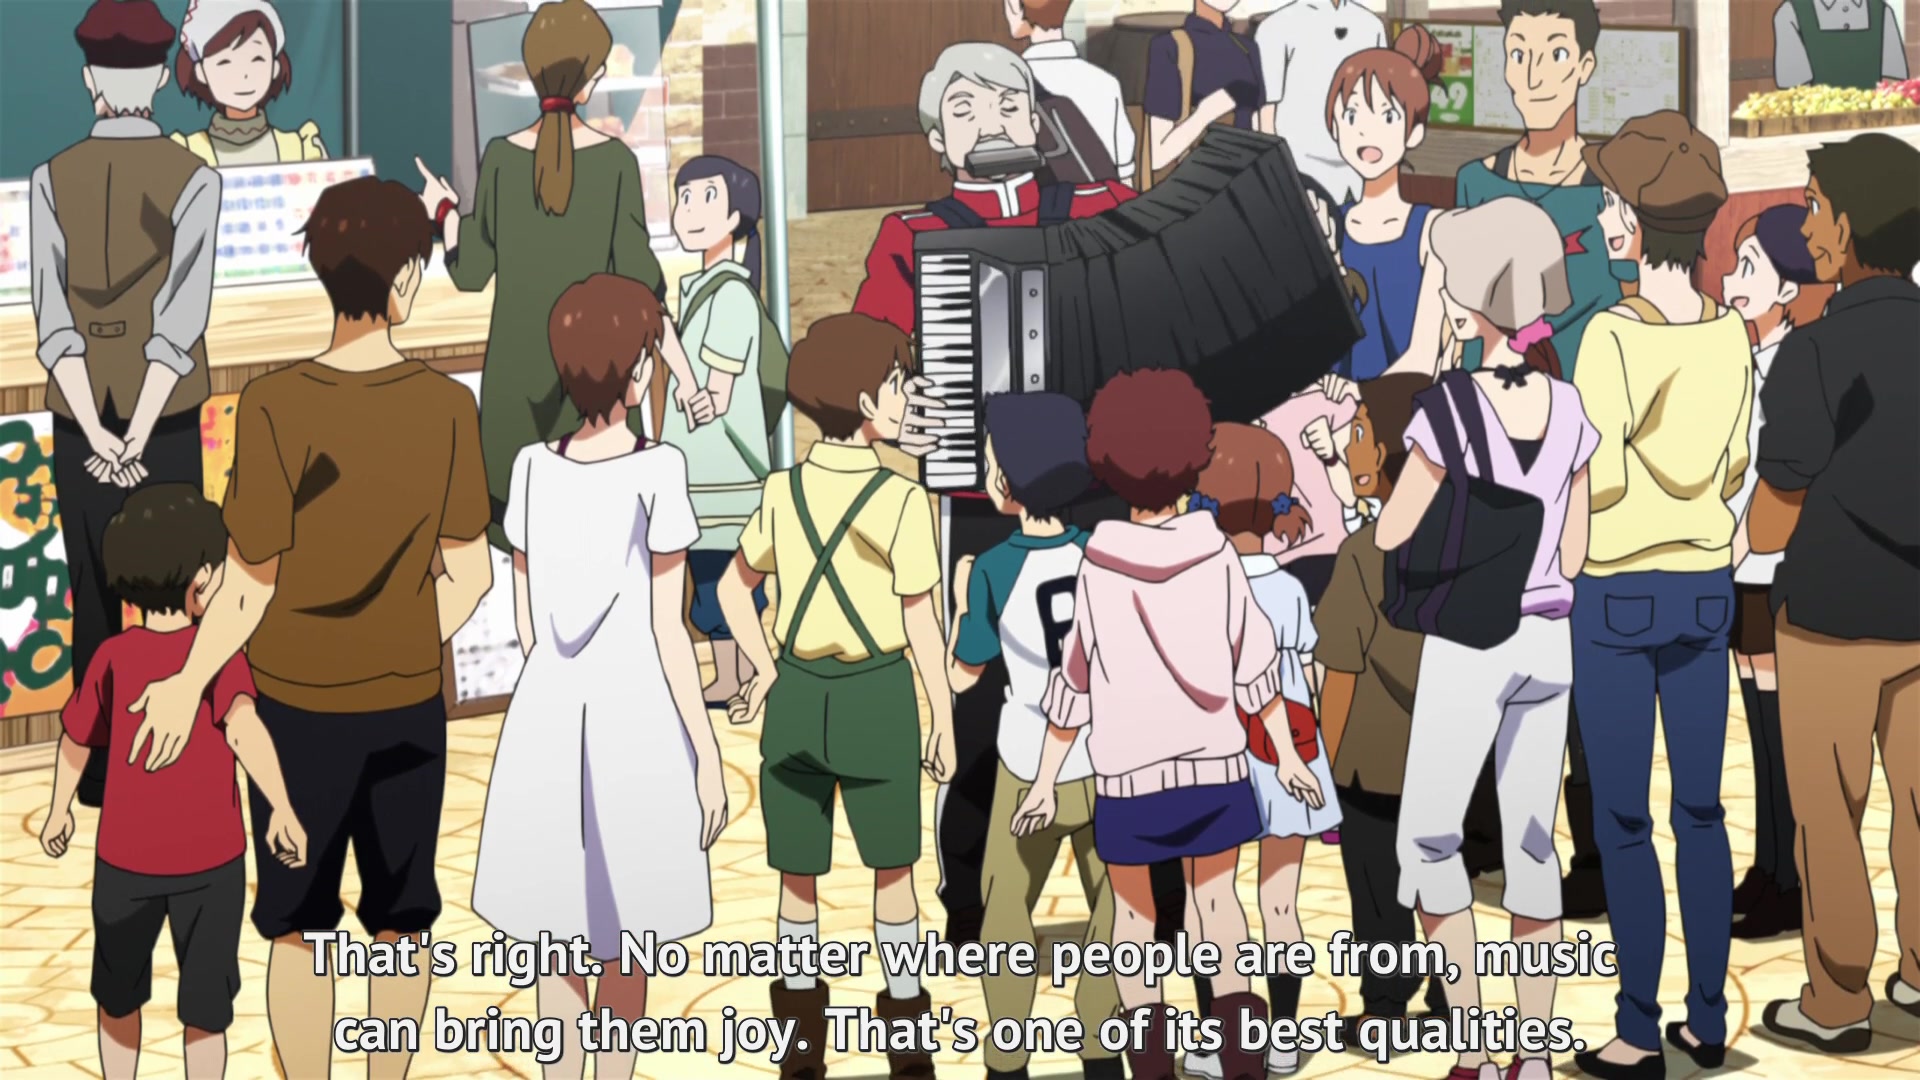 49
That's right. No matter where people are from, music
can bring them joy. That's one of its best qualities.